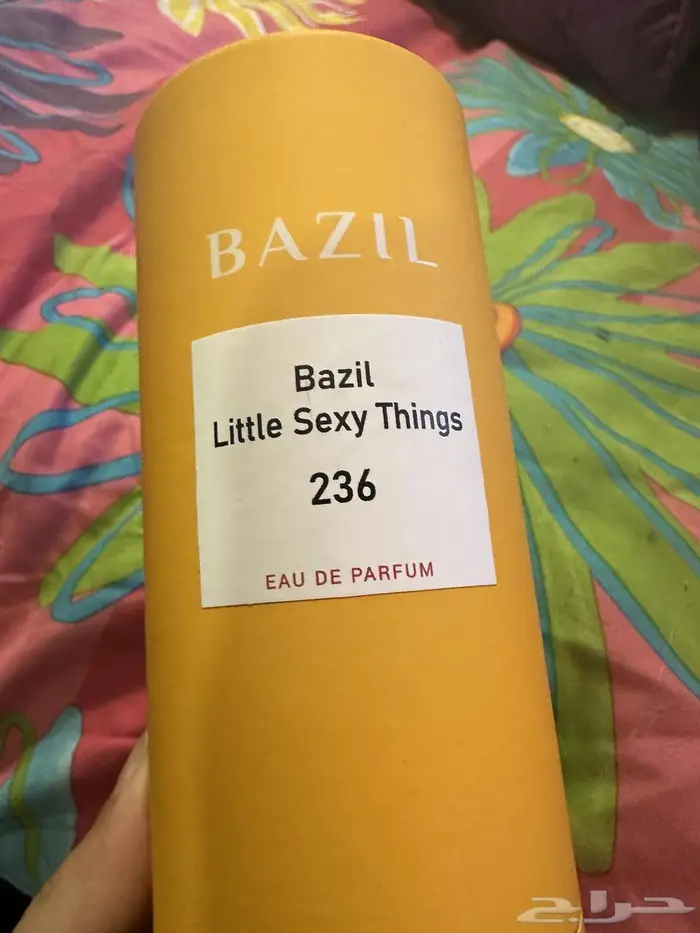 BAZIL
Bazil
Little Sexy Things
236
EAU DE PARFUM
حراج